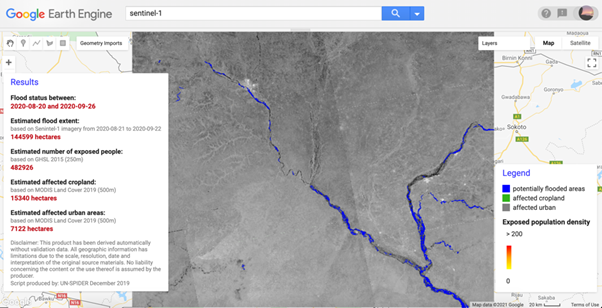 Google Earth Engine
sentinel-1
Geometry Imports
Layers
Map
Satellite
Results
Flood status between:
2020-08-20 and 2020-09-26
Estimated flood extent:
based on Senintel-1 imagery from 2020-08-21 to 2020-09-22
144599 hectares
Estimated number of exposed people:
based on GHSL 2015 (250m)
482926
Estimated affected cropland:
based on MODIS Land Cover 2019 (500m)
15340 hectares
Estimated affected urban areas:
based on MODIS Land Cover 2019 (500m)
7122 hectares
Disclaimer: This product has been derived automatically
without validation data. All geographic information has
limitations due to the scale, resolution, date and
interpretation of the original source materials. No liability
concerning the content or the use thereof is assumed by the
producer.
Script produced by: UN-SPIDER December 2019
Birnin Konni
Gwadabawa
Goronyo
Sokoto
Legend
potentially flooded areas
affected cropland
affected urban
Exposed population density
> 200
0
Google
Map data ©2021 Google
20 km
Terms of Use